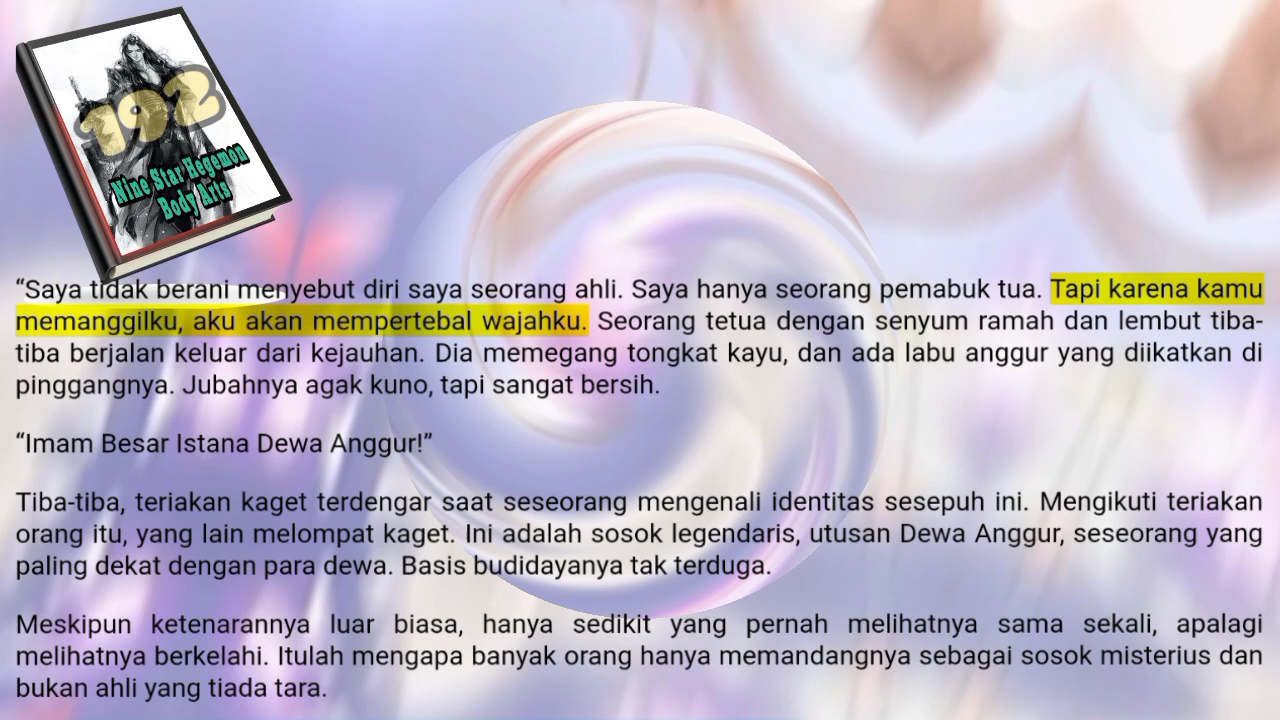 192
Nine Star Hegemon
Body Arts
“Saya tidak berani menyebut diri saya seorang ahli. Saya hanya seorang pemabuk tua. Tapi karena kamu
memanggilku, aku akan mempertebal wajahku. Seorang tetua dengan senyum ramah dan lembut tiba-
tiba berjalan keluar dari kejauhan. Dia memegang tongkat kayu, dan ada labu anggur yang diikatkan di
pinggangnya. Jubahnya agak kuno, tapi sangat bersih.
“Imam Besar Istana Dewa Anggur!”
Tiba-tiba, teriakan kaget terdengar saat seseorang mengenali identitas sesepuh ini. Mengikuti teriakan
orang itu, yang lain melompat kaget. Ini adalah sosok legendaris, utusan Dewa Anggur, seseorang yang
paling dekat dengan para dewa. Basis budidayanya tak terduga.
Meskipun ketenarannya luar biasa, hanya sedikit yang pernah melihatnya sama sekali, apalagi
melihatnya berkelahi. Itulah mengapa banyak orang hanya memandangnya sebagai sosok misterius dan
bukan ahli yang tiada tara.